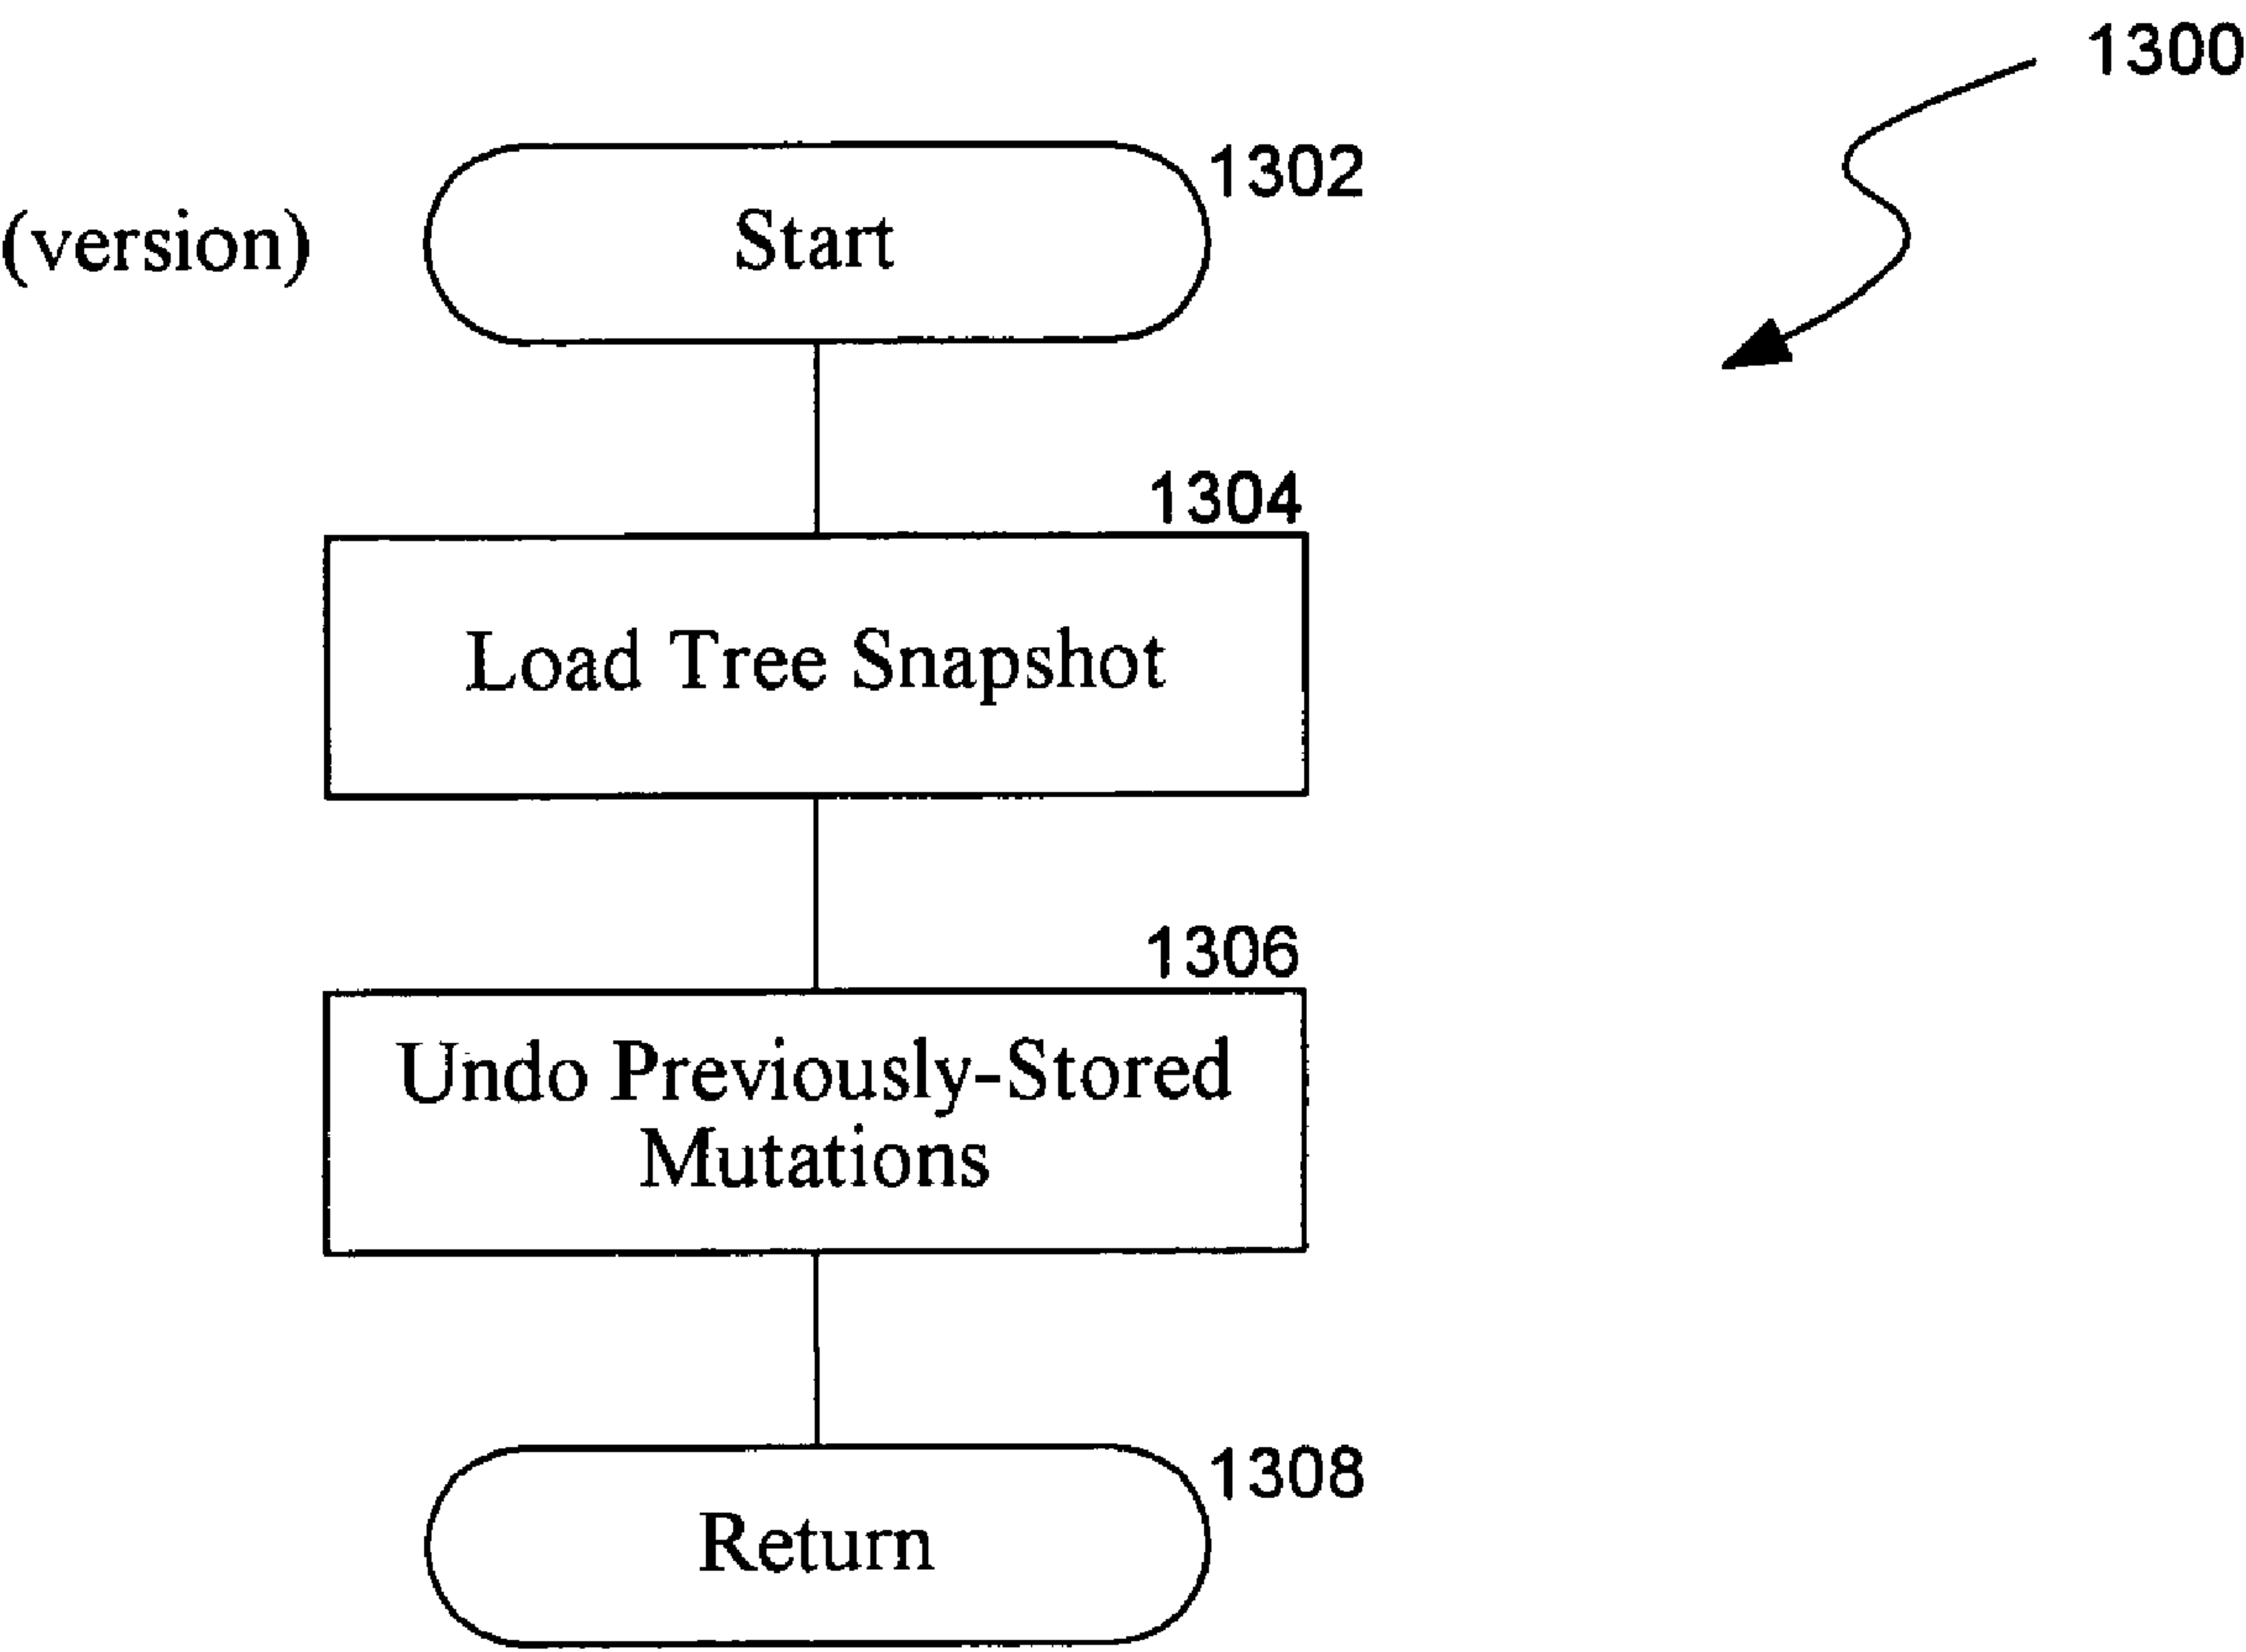 1300
1302
(version)
Start
1304
Load Tree Snapshot
1306
Undo Previously-Stored
Mutations
1308
Return